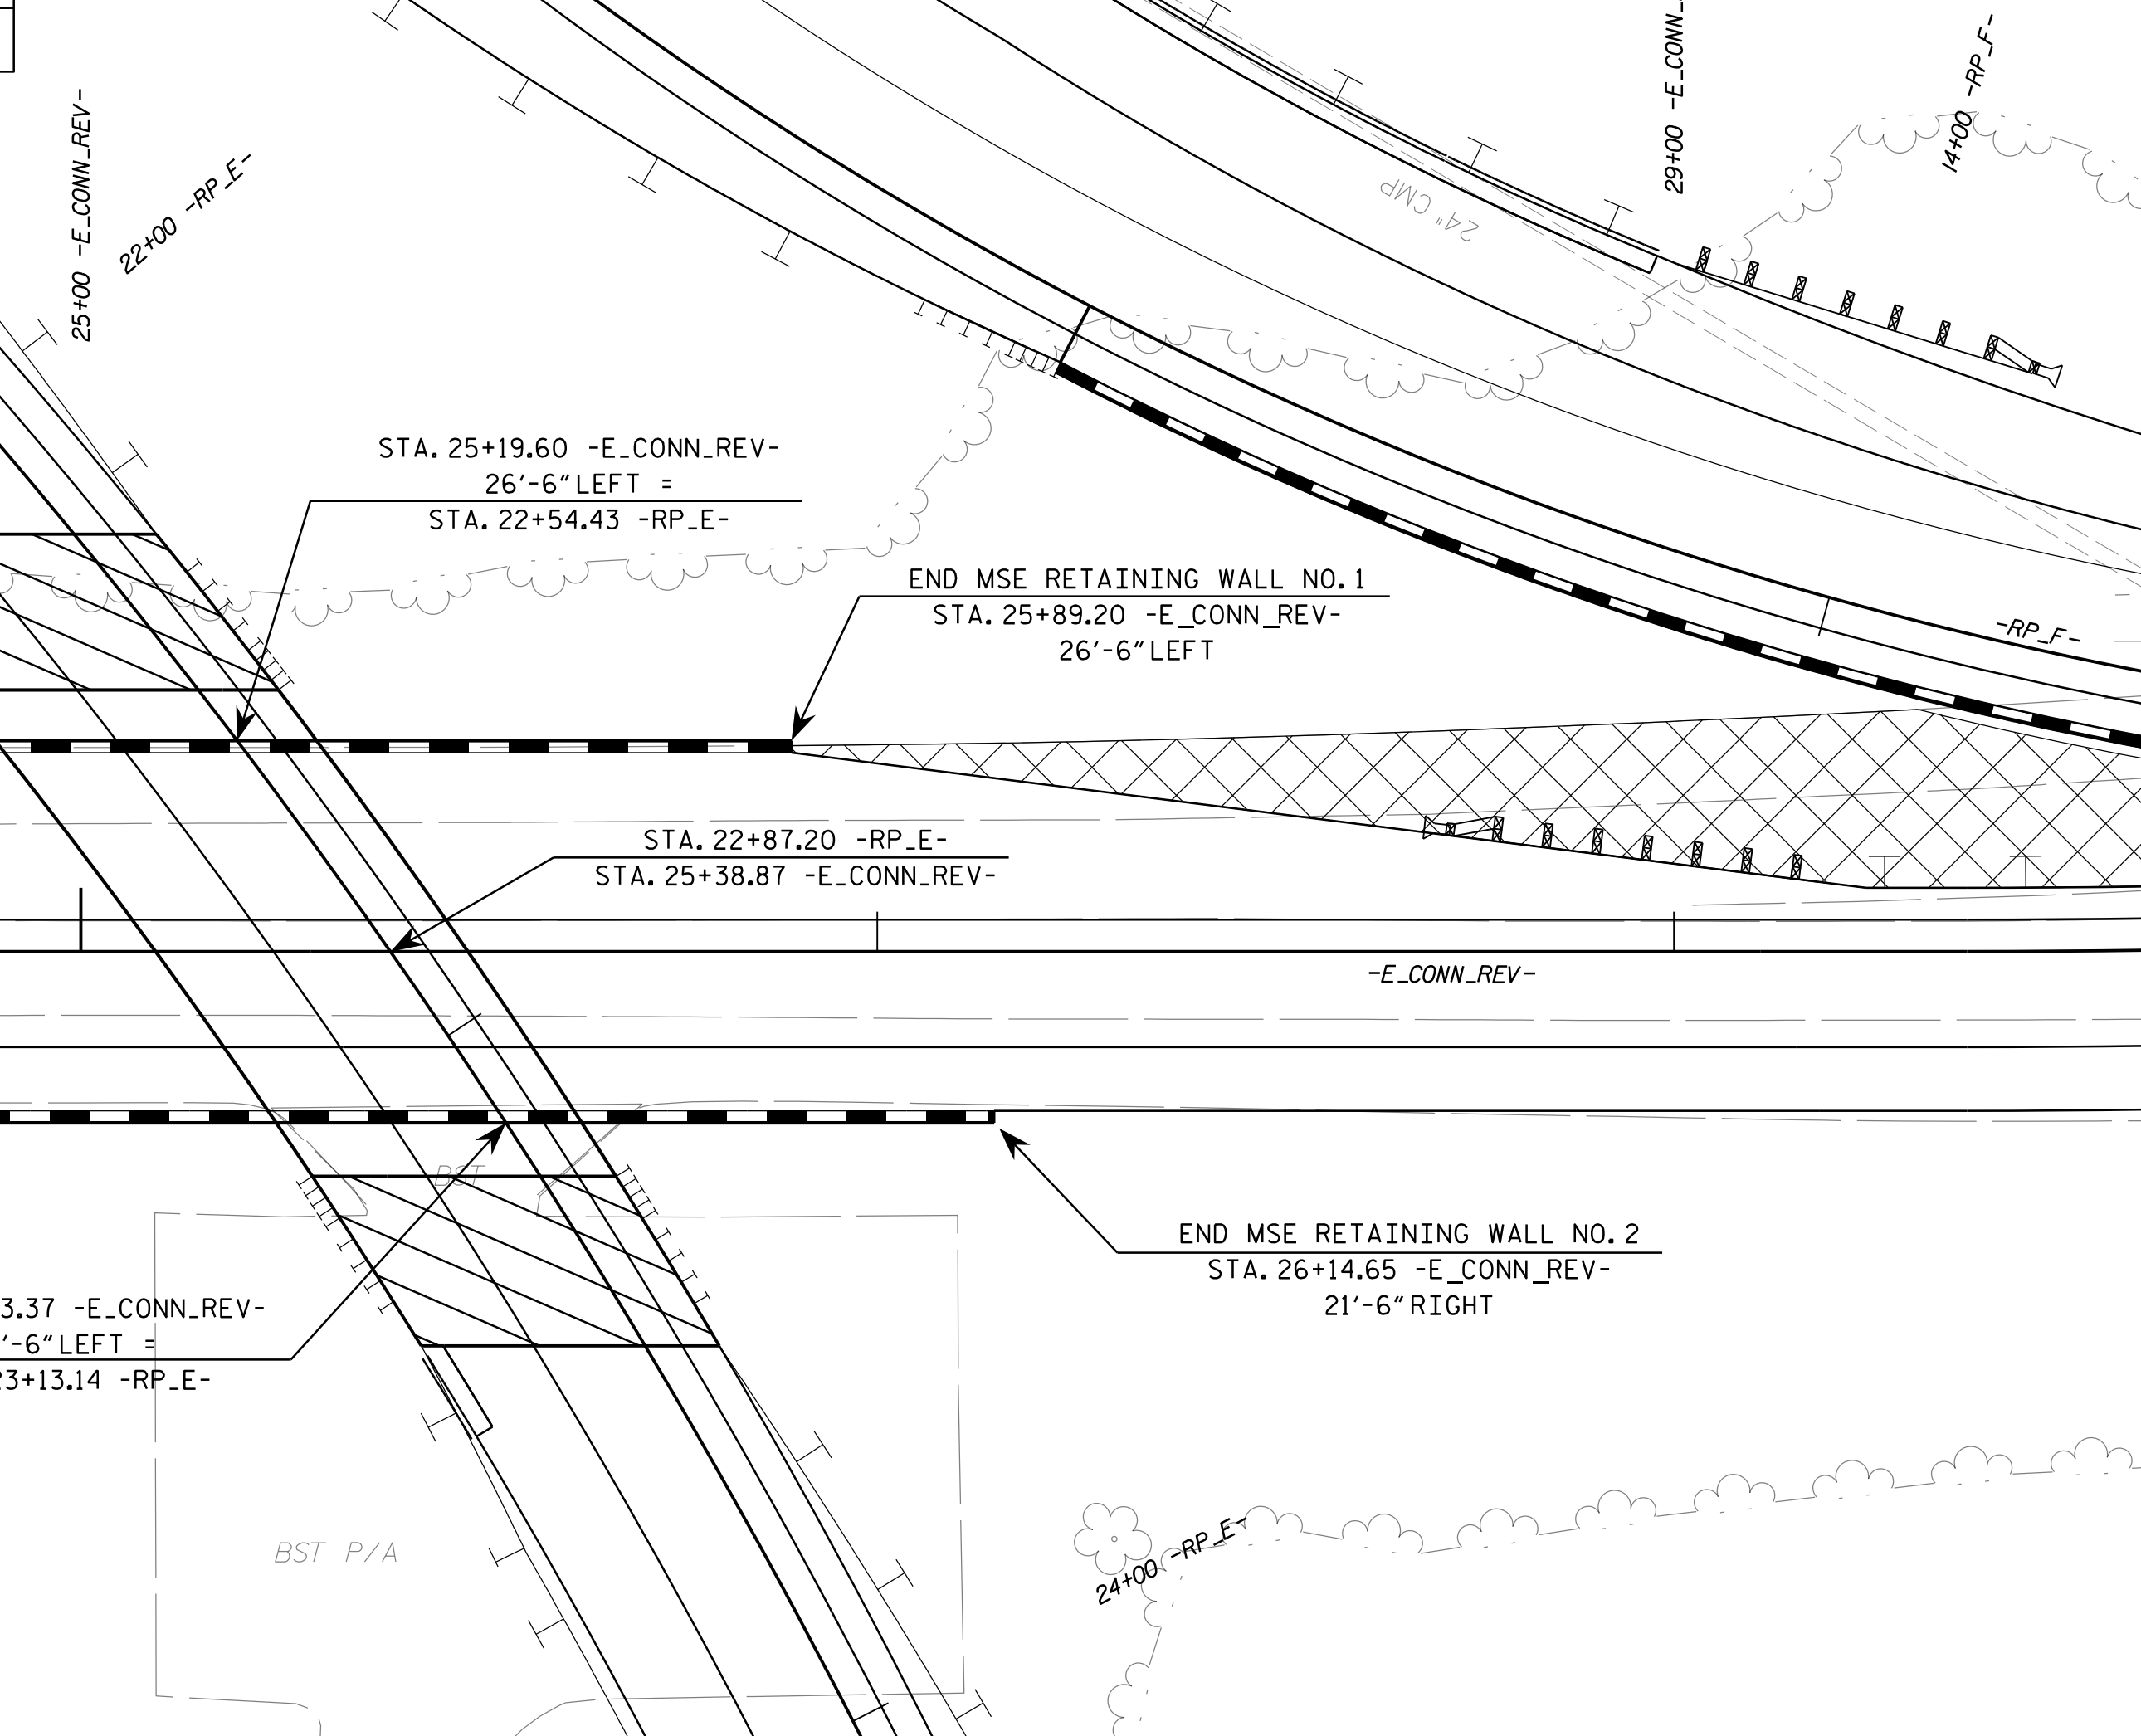 25+00 -E_CONN_REV-
22+00 -RP_E-
29+00 -E_CONN_
14+00 -RP_F-
24" CMP
STA. 25+19.60 -E_CONN_REV-
26'-6" LEFT =
STA. 22+54.43 -RP_E-
END MSE RETAINING WALL NO. 1
STA. 25+89.20 -E_CONN_REV-
26'-6" LEFT
-RP_F-
STA. 22+87.20 -RP_E-
STA. 25+38.87 -E_CONN_REV-
-E_CONN_REV-
BST
END MSE RETAINING WALL NO. 2
STA. 26+14.65 -E_CONN_REV-
21'-6" RIGHT
3.37 -E_CONN_REV-
'-6" LEFT =
23+13.14 -RP_E-
BST P/A
24+00 -RP_E-